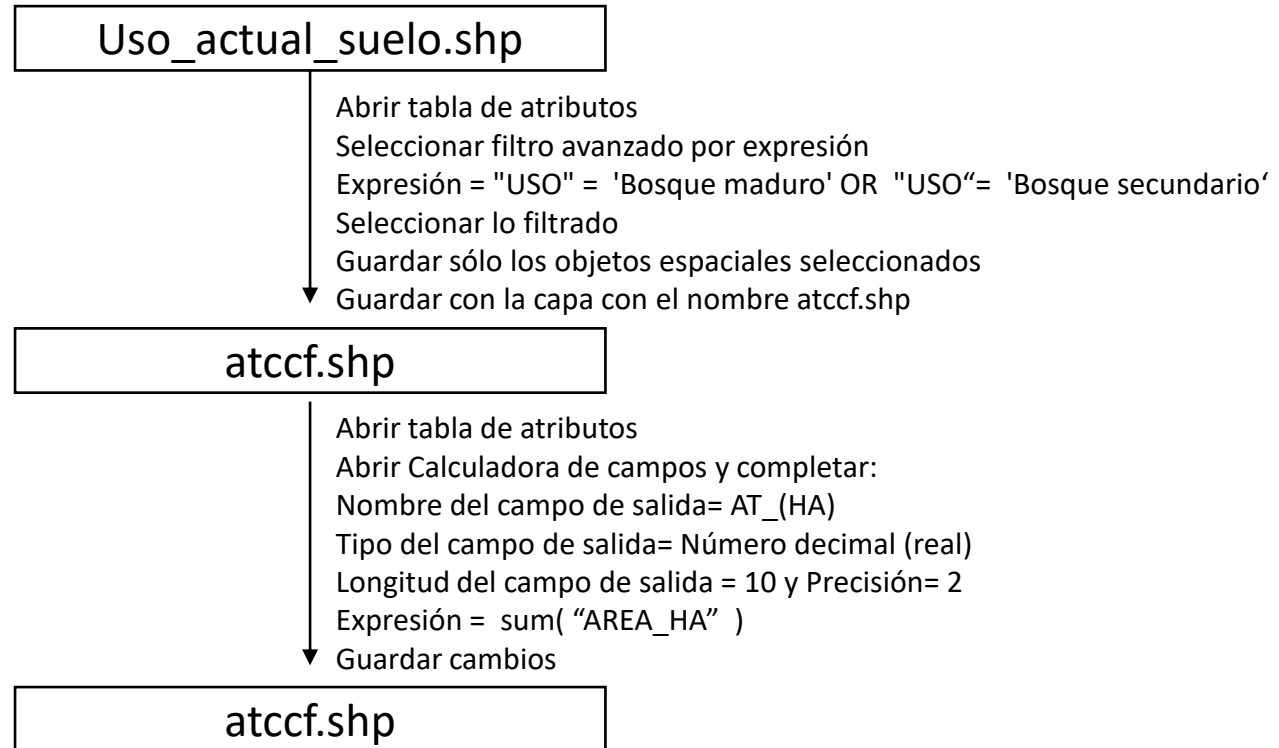 Uso_actual_suelo.shp
Abrir tabla de atributos
Seleccionar filtro avanzado por expresión
Expresión = "USO" =  'Bosque maduro' OR  "USO“=  'Bosque secundario‘
Seleccionar lo filtrado
Guardar sólo los objetos espaciales seleccionados
Guardar con la capa con el nombre atccf.shp
atccf.shp
Abrir tabla de atributos
Abrir Calculadora de campos y completar:
Nombre del campo de salida= AT_(HA)
Tipo del campo de salida= Número decimal (real)
Longitud del campo de salida = 10 y Precisión= 2
Expresión =  sum( “AREA_HA”  )
Guardar cambios
atccf.shp